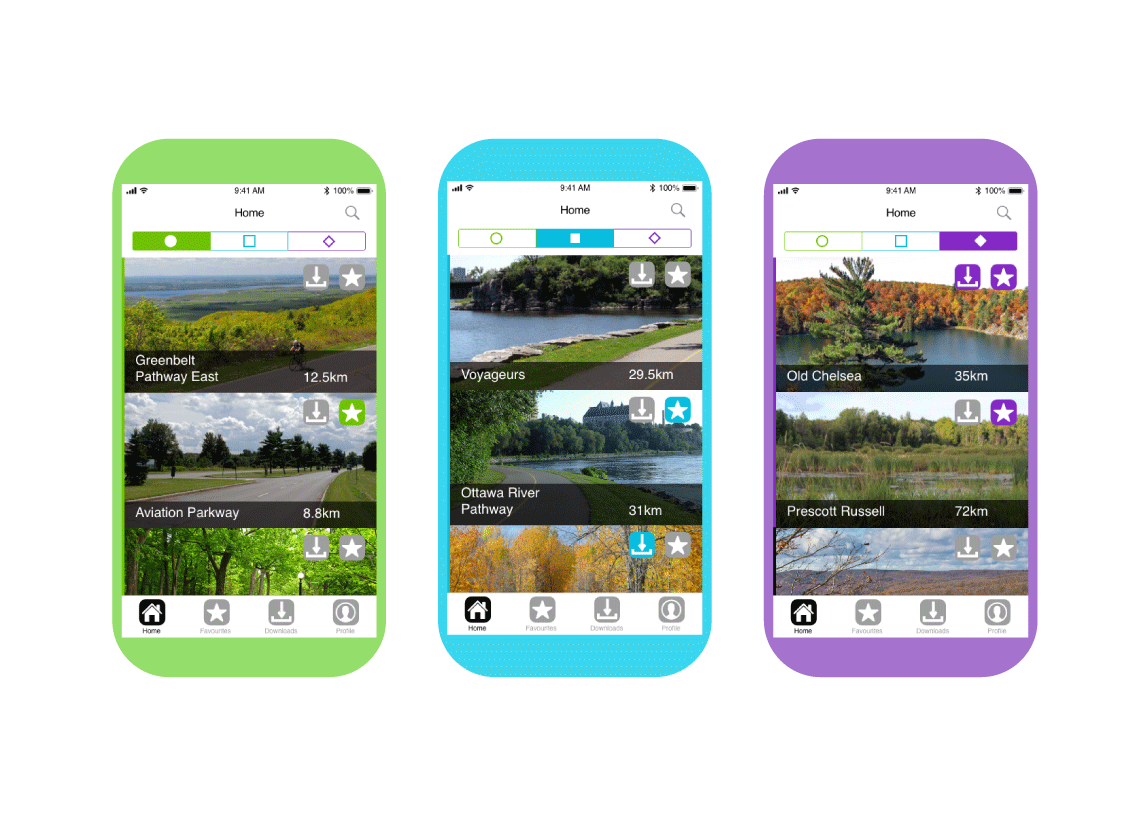 9:41 AM 100%
Home
Greenbelt
Pathway East 12.5km
Aviation Parkway 8.8km
Home Favourites Downloads Profile
9:41 AM 100%
Home
Voyageurs 29.5km
Ottawa River
Pathway 31km
Home Favourites Downloads Profile
9:41 AM 100%
Home
Old Chelsea 35km
Prescott Russell 72km
Home Favourites Downloads Profile